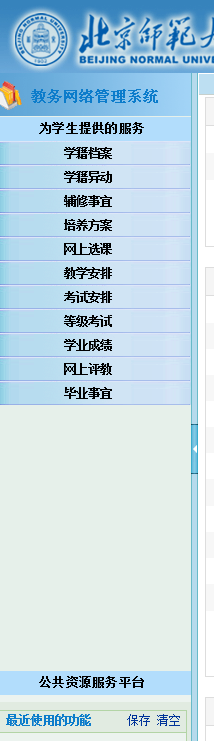 北京师范大
BEIJING NORMAL UNIV
教务网络管理系统
为学生提供的服务
学籍档案
学籍异动
辅修事宜
培养方案
网上选课
教学安排
考试安排
等级考试
学业成绩
网上评教
毕业事宜
公共资源服务平台
最近使用的功能 保存 清空